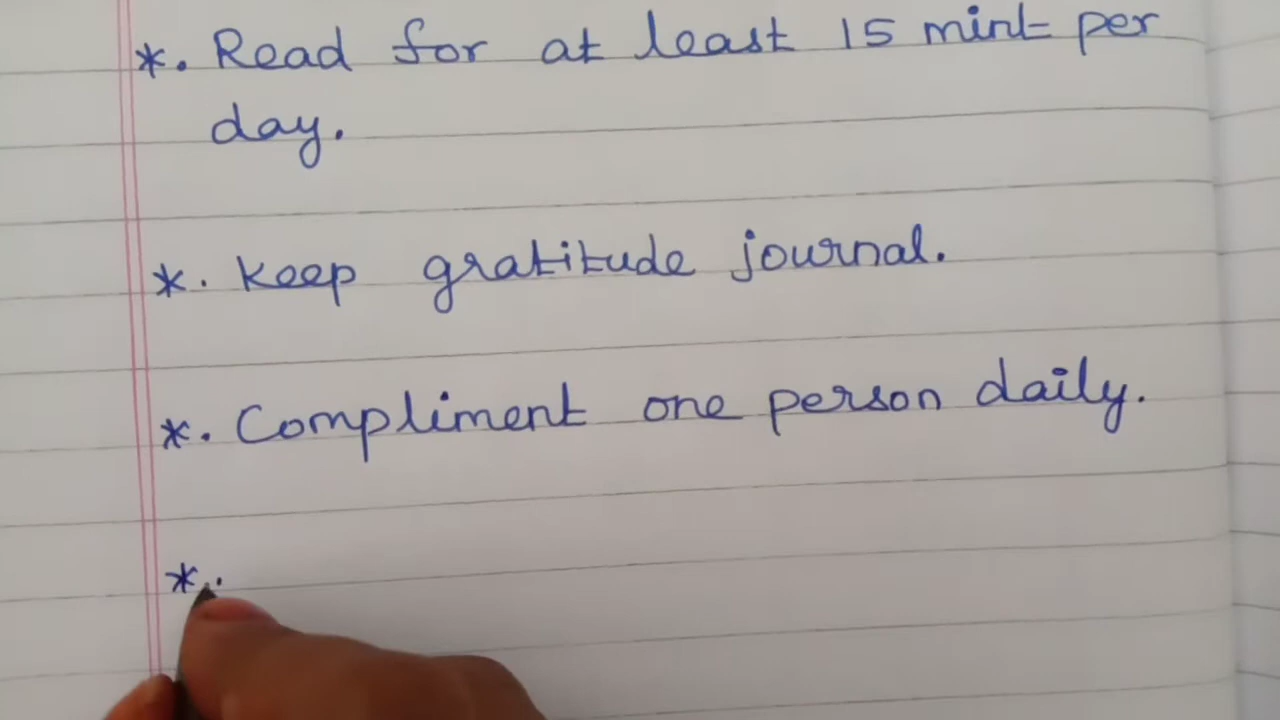 *. Read for at least 15 mint per
day.
*. Keep gratitude journal.
*. Compliment one person daily.
*.